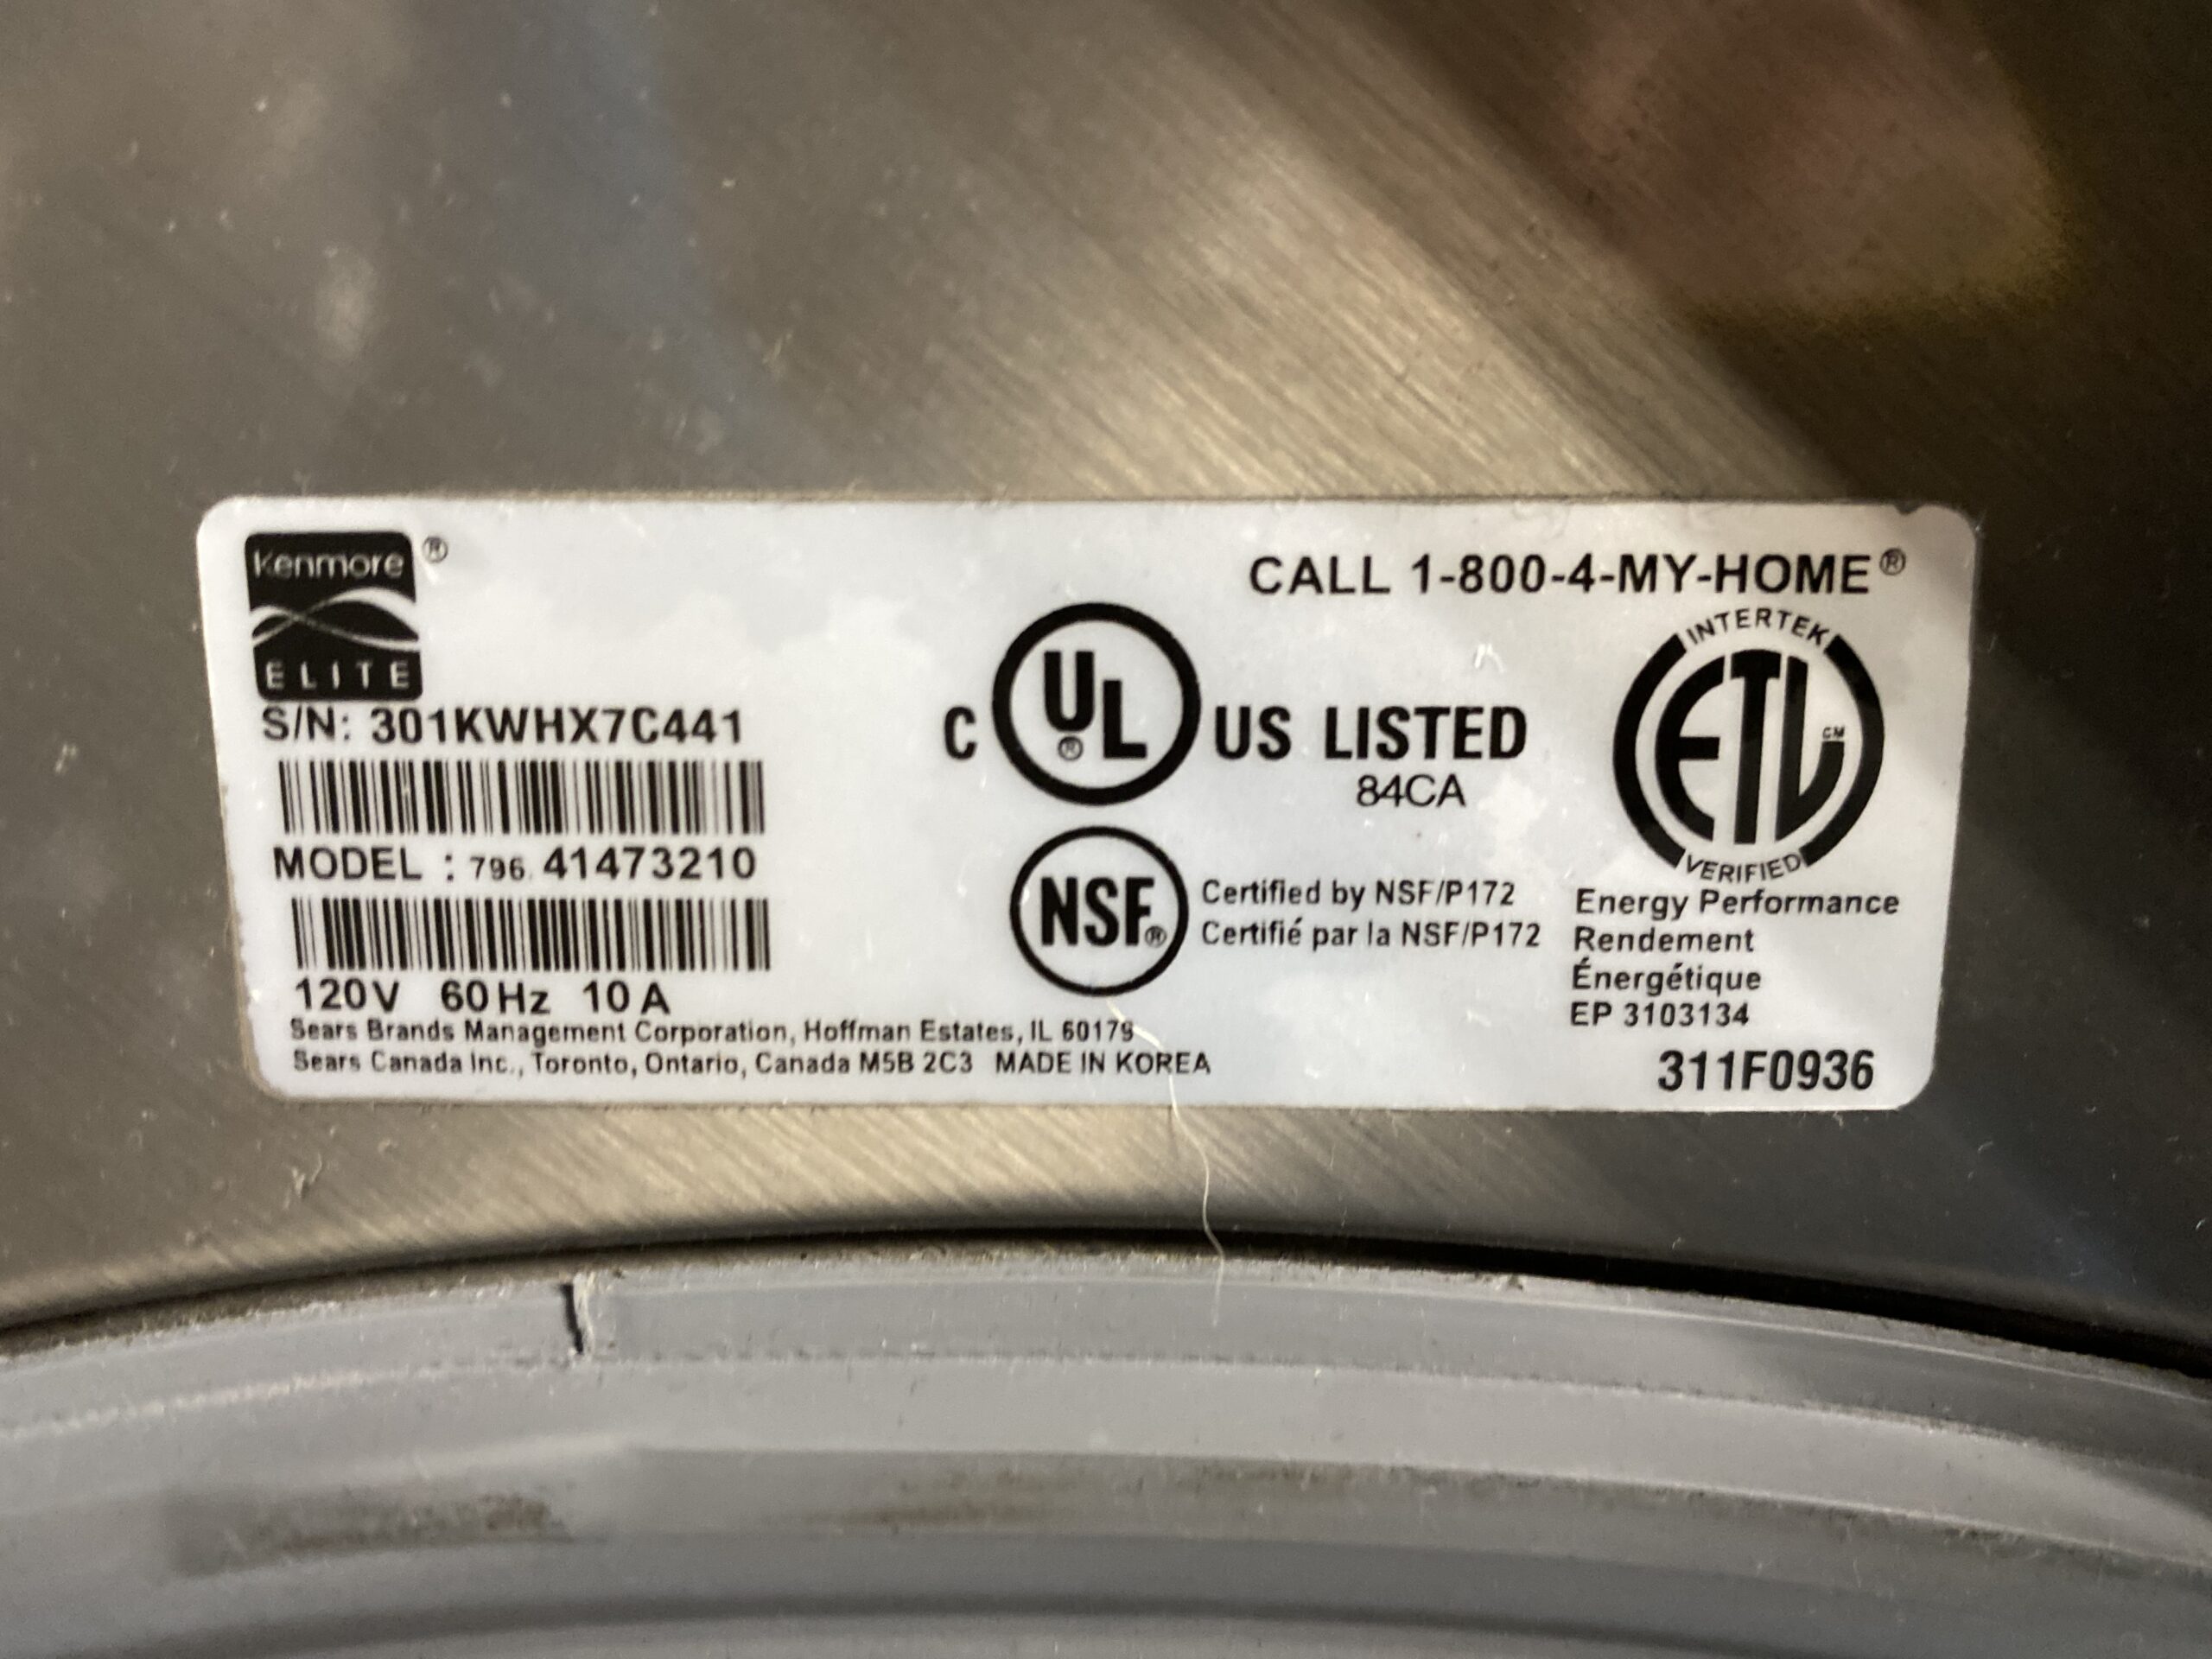 Kenmore ®
ELITE
CALL 1-800-4-MY-HOME®
S/N: 301KWHX7C441
MODEL : 796.41473210
120V 60Hz 10A
Sears Brands Management Corporation, Hoffman Estates, IL 60179
Sears Canada Inc., Toronto, Ontario, Canada M5B 2C3 MADE IN KOREA
C UL® US LISTED
84CA
NSF® Certified by NSF/P172
Certifié par la NSF/P172
INTERTEK
ETL CM
VERIFIED
Energy Performance
Rendement
Énergétique
EP 3103134
311F0936